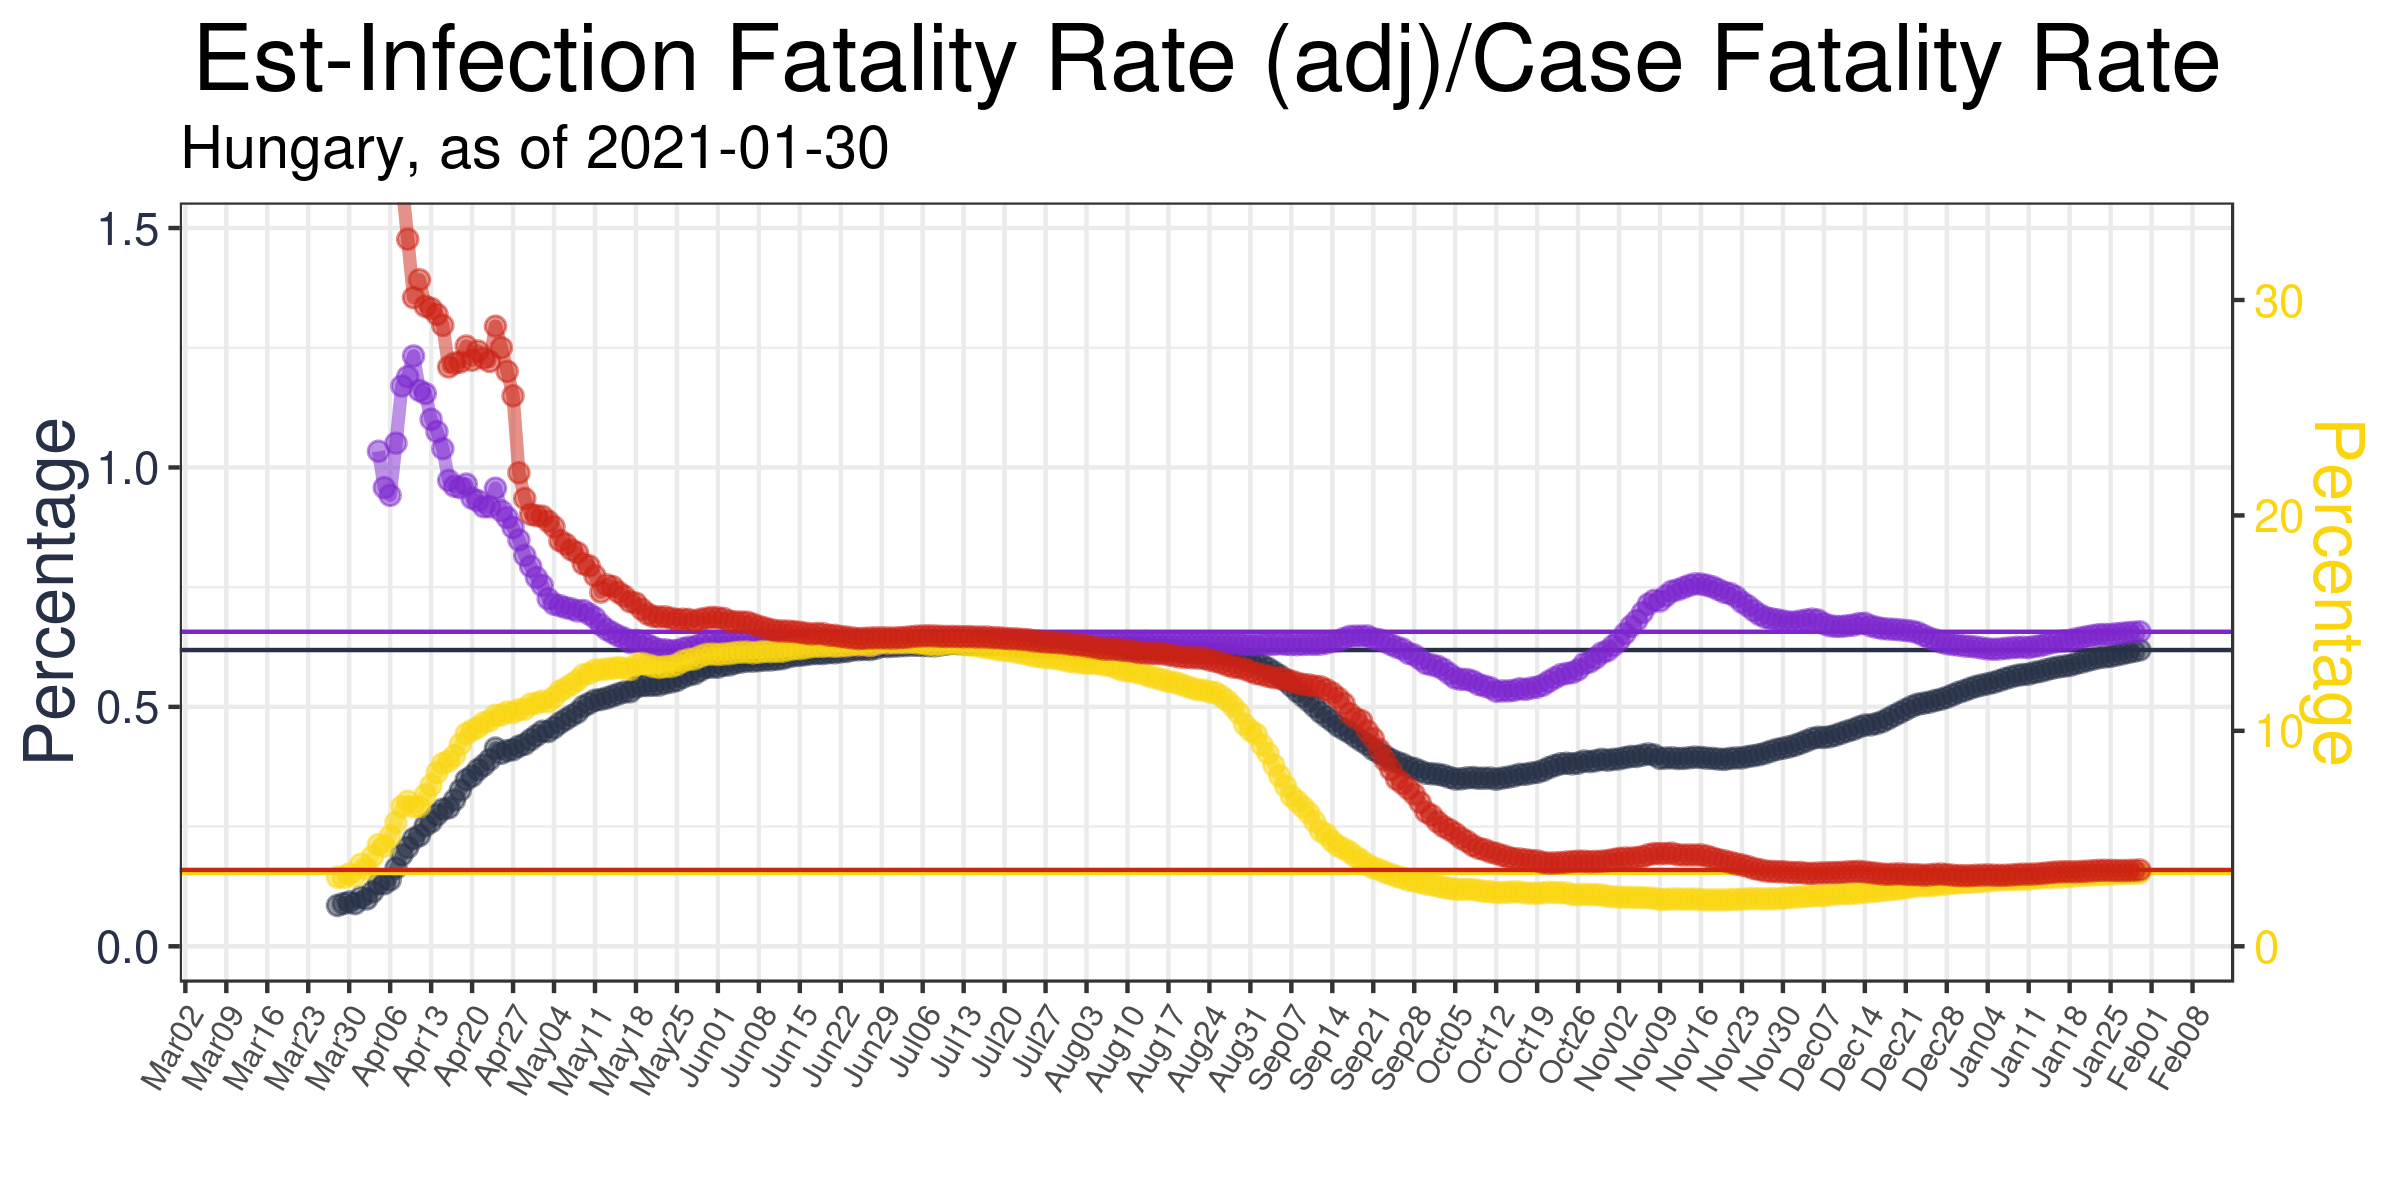 Est-Infection Fatality Rate (adj)/Case Fatality Rate
Hungary, as of 2021-01-30
Percentage
1.5
1.0
0.5
0.0
30
20
10
0
Percentage
Mar02 Mar09 Mar16 Mar23 Mar30 Apr06 Apr13 Apr20 Apr27 May04 May11 May18 May25 Jun01 Jun08 Jun15 Jun22 Jun29 Jul06 Jul13 Jul20 Jul27 Aug03 Aug10 Aug17 Aug24 Aug31 Sep07 Sep14 Sep21 Sep28 Oct05 Oct12 Oct19 Oct26 Nov02 Nov09 Nov16 Nov23 Nov30 Dec07 Dec14 Dec21 Dec28 Jan04 Jan11 Jan18 Jan25 Feb01 Feb08